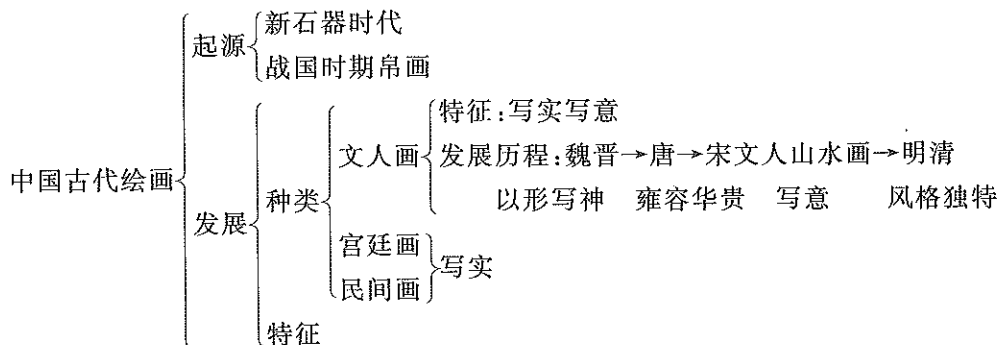 中国古代绘画
起源
新石器时代
战国时期帛画
发展
种类
文人画
特征:写实写意
发展历程:魏晋→唐→宋文人山水画→明清
以形写神 雍容华贵 写意 风格独特
宫廷画
民间画
写实
特征